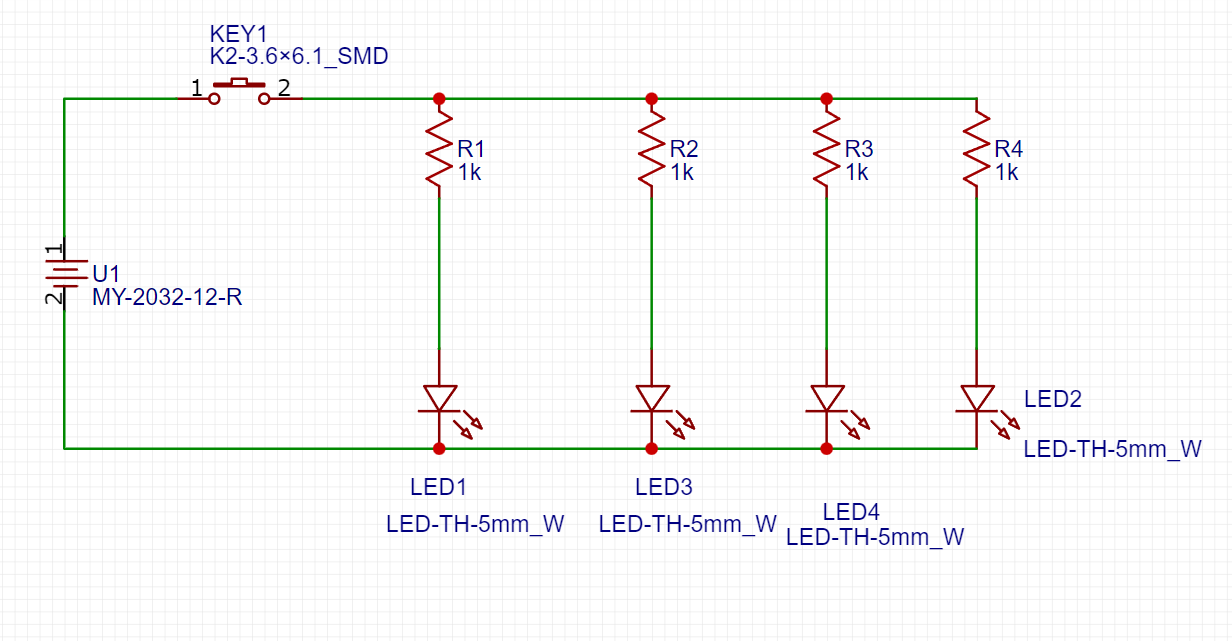 KEY1
K2-3.6×6.1_SMD
1
2
R1
1k
R2
1k
R3
1k
R4
1k
1
U1
2
MY-2032-12-R
LED2
LED-TH-5mm_W
LED1
LED-TH-5mm_W
LED3
LED-TH-5mm_W
LED4
LED-TH-5mm_W